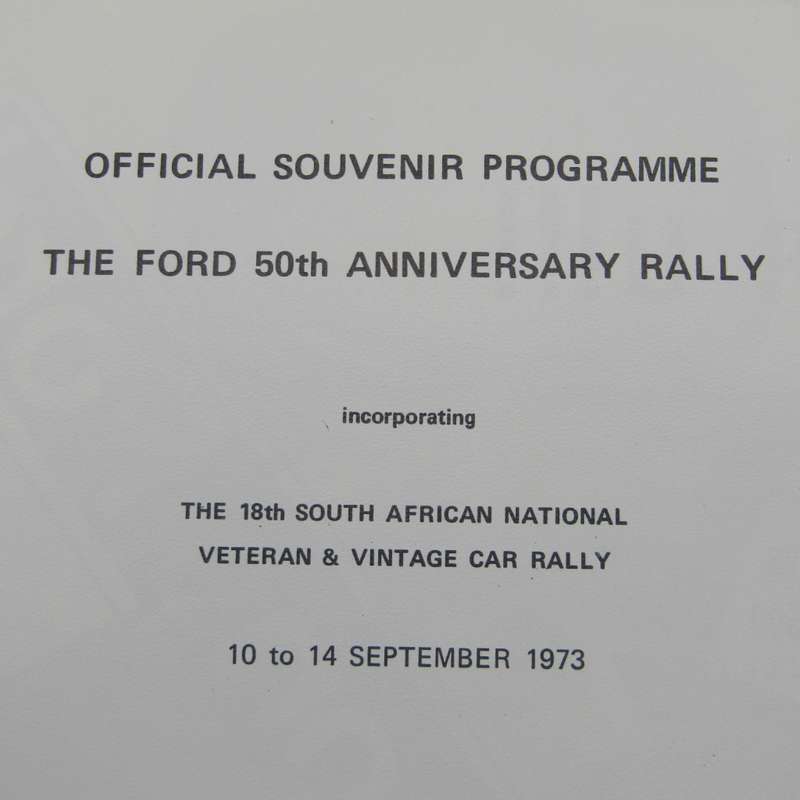 OFFICIAL SOUVENIR PROGRAMME
THE FORD 50th ANNIVERSARY RALLY
incorporating
THE 18th SOUTH AFRICAN NATIONAL
VETERAN & VINTAGE CAR RALLY
10 to 14 SEPTEMBER 1973